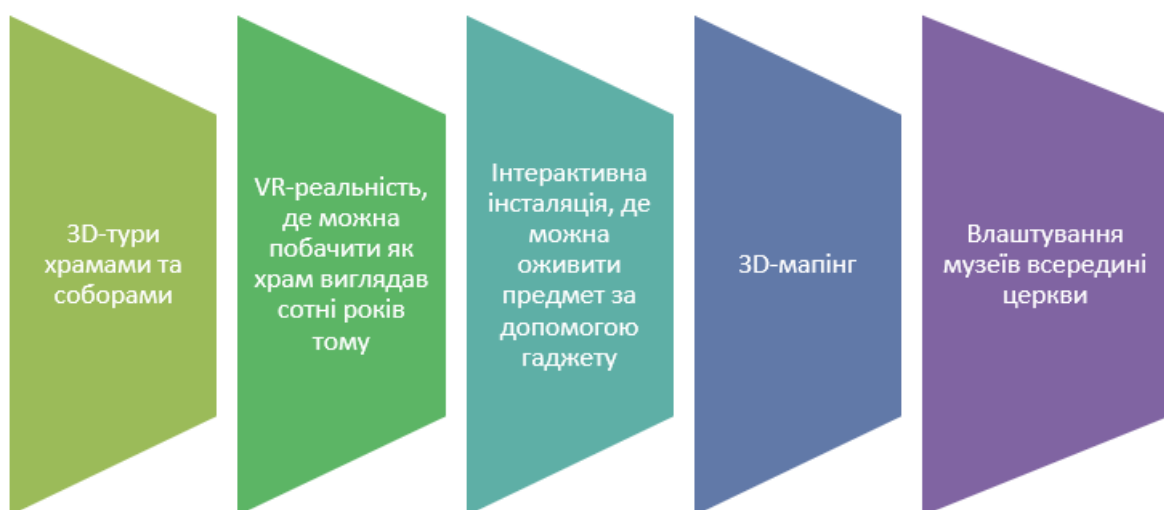 3D-тури
храмами та
соборами
VR-реальність,
де можна
побачити як
храм виглядав
сотні років
тому
Інтерактивна
інсталяція, де
можна
оживити
предмет за
допомогою
гаджету
3D-мапінг
Влаштування
музеїв всередині
церкви